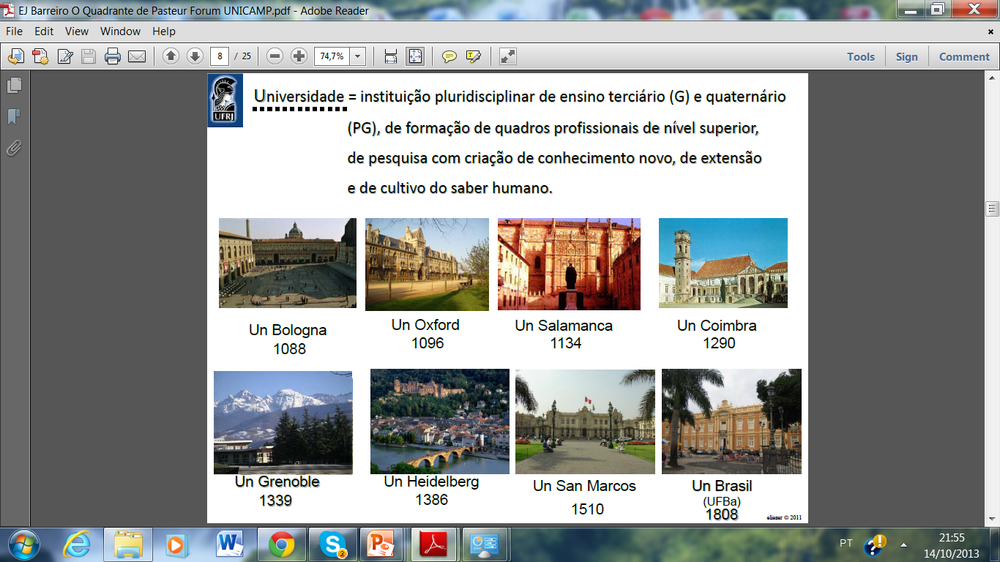 EJ Barreiro O Quadrante de Pasteur Forum UNICAMP.pdf - Adobe Reader
File Edit View Window Help
8 / 25 74,7% Tools Sign Comment
UFRJ
Universidade = instituição pluridisciplinar de ensino terciário (G) e quaternário
(PG), de formação de quadros profissionais de nível superior,
de pesquisa com criação de conhecimento novo, de extensão
e de cultivo do saber humano.
Un Bologna
1088
Un Oxford
1096
Un Salamanca
1134
Un Coimbra
1290
Un Grenoble
1339
Un Heidelberg
1386
Un San Marcos
1510
Un Brasil
(UFBa)
1808
eliezer © 2011
2
PT
21:55
14/10/2013